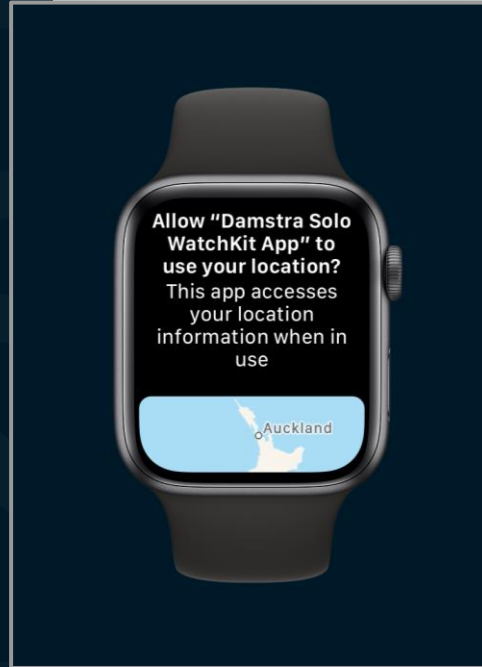 Allow “Damstra Solo
WatchKit App” to
use your location?
This app accesses
your location
information when in
use
Auckland